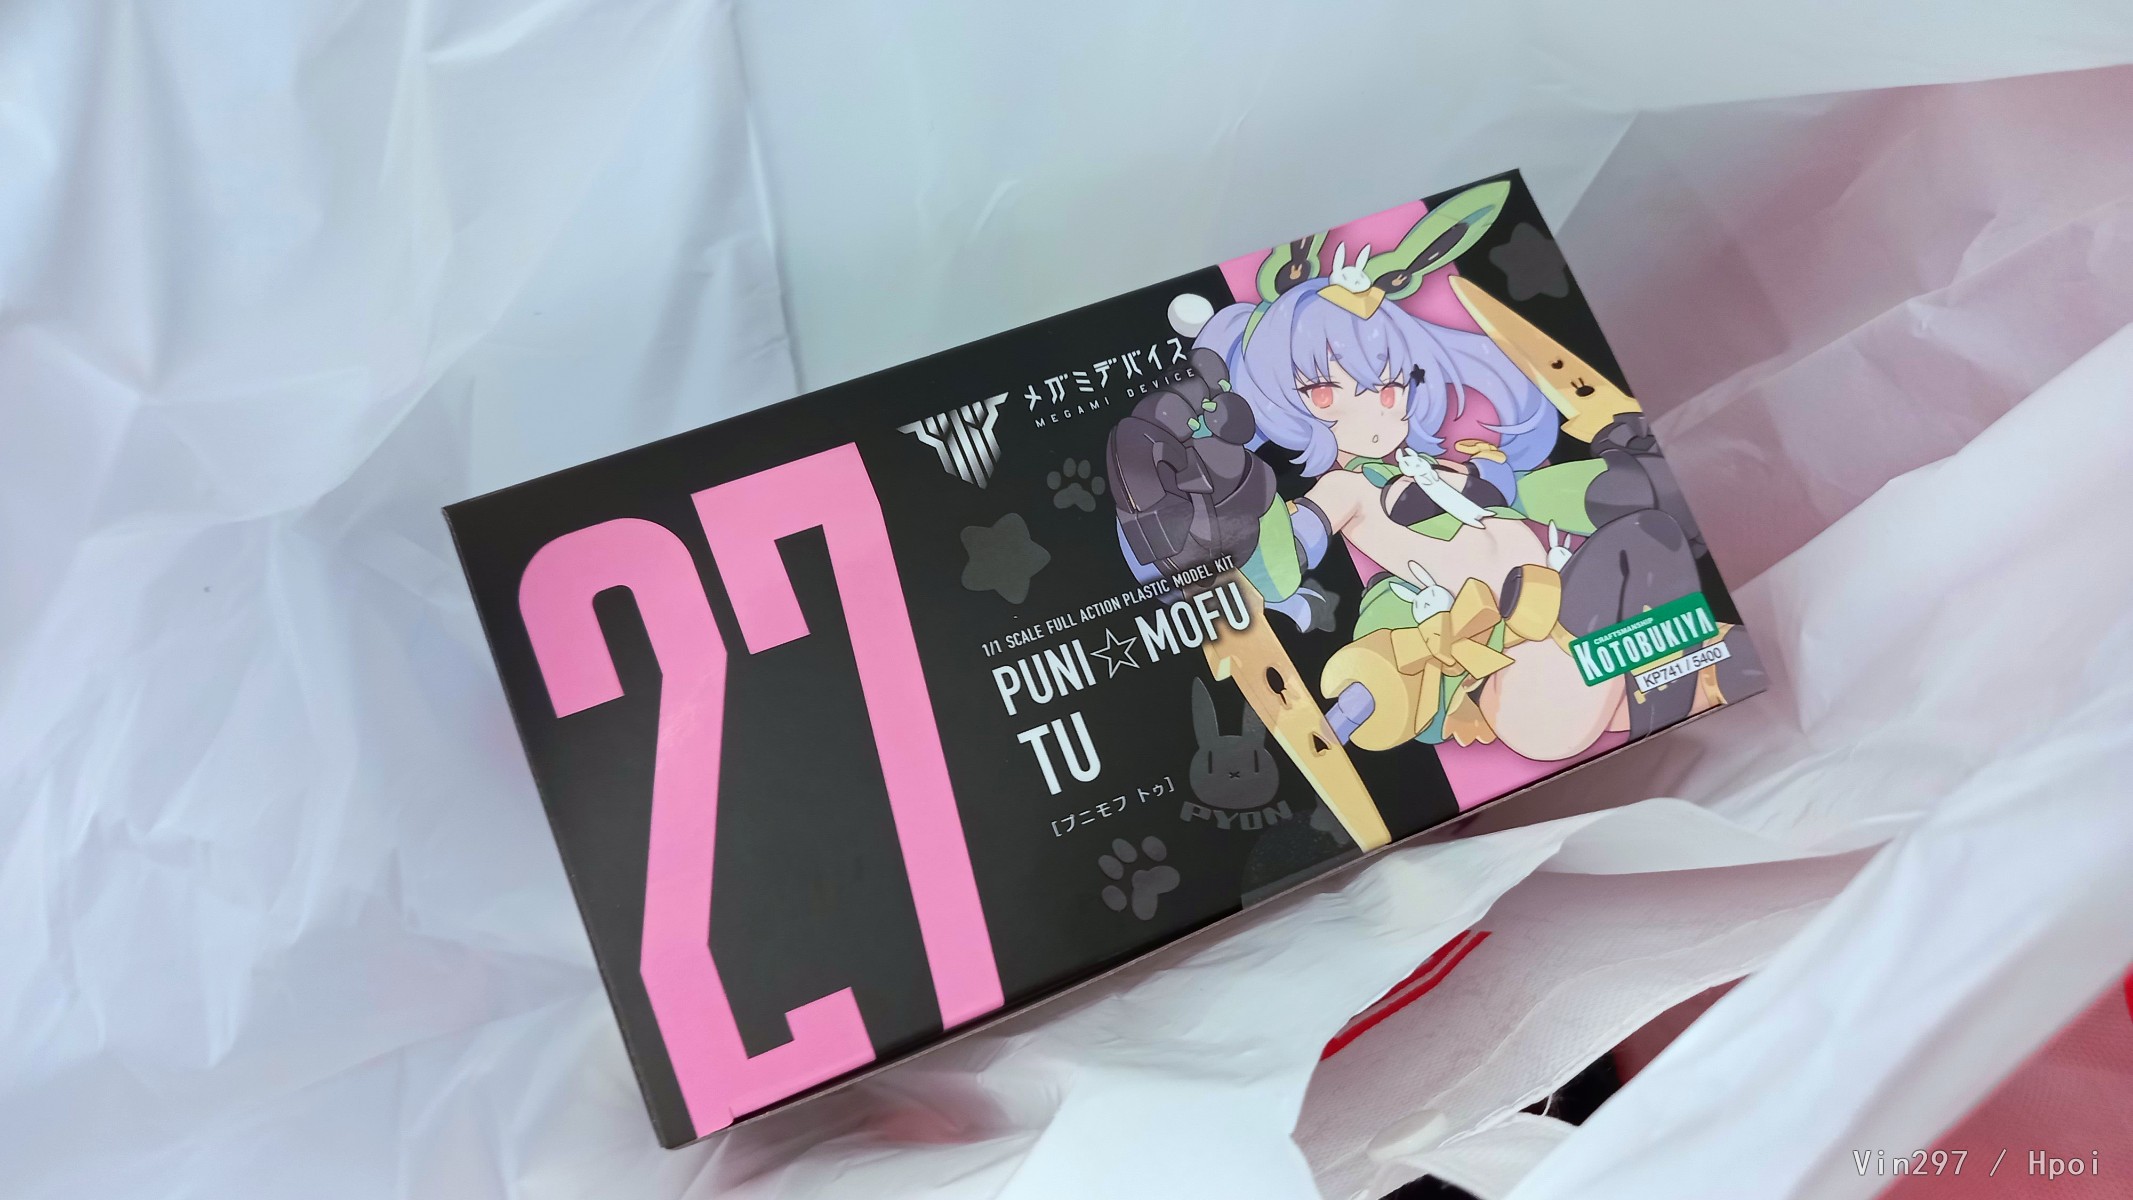 27
メガミデバイス
MEGAMI DEVICE
1/1 SCALE FULL ACTION PLASTIC MODEL KIT
PUNI☆MOFU
TU
[プニモフ トゥ]
PYON
CRAFTSMANSHIP
KOTOBUKIYA
KP741 / 5400
Vin297 / Hpoi